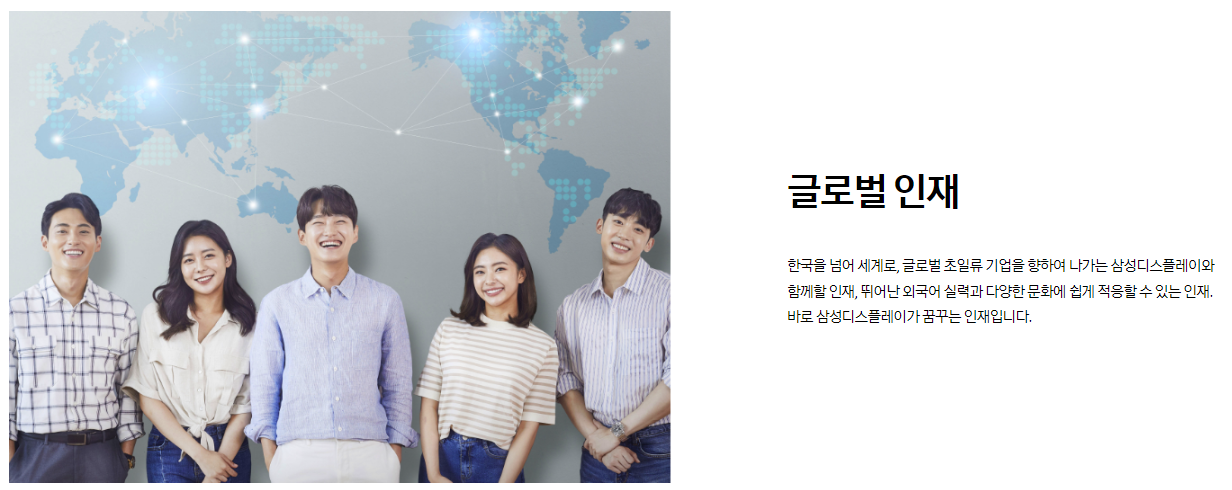 글로벌 인재
한국을 넘어 세계로, 글로벌 초일류 기업을 향하여 나가는 삼성디스플레이와
함께할 인재, 뛰어난 외국어 실력과 다양한 문화에 쉽게 적응할 수 있는 인재.
바로 삼성디스플레이가 꿈꾸는 인재입니다.